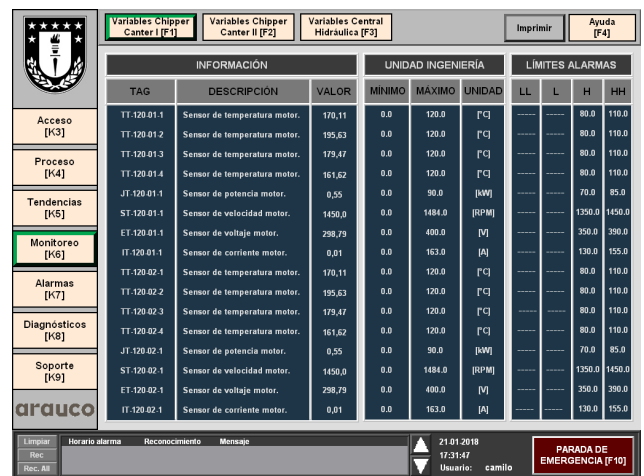 Variables Chipper
Canter I [F1]
Variables Chipper
Canter II [F2]
Variables Central
Hidráulica [F3]
Imprimir
Ayuda
[F4]
INFORMACIÓN
UNIDAD INGENIERÍA
LÍMITES ALARMAS
TAG DESCRIPCIÓN VALOR MÍNIMO MÁXIMO UNIDAD LL L H HH
TT-120-01-1 Sensor de temperatura motor. 170,11 0.0 120.0 [°C] ----- ----- 80.0 110.0
TT-120-01-2 Sensor de temperatura motor. 195,63 0.0 120.0 [°C] ----- ----- 80.0 110.0
TT-120-01-3 Sensor de temperatura motor. 179,47 0.0 120.0 [°C] ----- ----- 80.0 110.0
TT-120-01-4 Sensor de temperatura motor. 161,62 0.0 120.0 [°C] ----- ----- 80.0 110.0
JT-120-01-1 Sensor de potencia motor. 0,55 0.0 90.0 [kW] ----- ----- 70.0 85.0
ST-120-01-1 Sensor de velocidad motor. 1450,0 0.0 1484.0 [RPM] ----- ----- 1350.0 1450.0
ET-120-01-1 Sensor de voltaje motor. 298,79 0.0 400.0 [V] ----- ----- 350.0 390.0
IT-120-01-1 Sensor de corriente motor. 0,01 0.0 163.0 [A] ----- ----- 130.0 155.0
TT-120-02-1 Sensor de temperatura motor. 170,11 0.0 120.0 [°C] ----- ----- 80.0 110.0
TT-120-02-2 Sensor de temperatura motor. 195,63 0.0 120.0 [°C] ----- ----- 80.0 110.0
TT-120-02-3 Sensor de temperatura motor. 179,47 0.0 120.0 [°C] ----- ----- 80.0 110.0
TT-120-02-4 Sensor de temperatura motor. 161,62 0.0 120.0 [°C] ----- ----- 80.0 110.0
JT-120-02-1 Sensor de potencia motor. 0,55 0.0 90.0 [kW] ----- ----- 70.0 85.0
ST-120-02-1 Sensor de velocidad motor. 1450,0 0.0 1484.0 [RPM] ----- ----- 1350.0 1450.0
ET-120-02-1 Sensor de voltaje motor. 298,79 0.0 400.0 [V] ----- ----- 350.0 390.0
IT-120-02-1 Sensor de corriente motor. 0,01 0.0 163.0 [A] ----- ----- 130.0 155.0
Acceso
[K3]
Proceso
[K4]
Tendencias
[K5]
Monitoreo
[K6]
Alarmas
[K7]
Diagnósticos
[K8]
Soporte
[K9]
arauco
Limpiar
Rec
Rec. All
Horario alarma Reconocimiento Mensaje
21-01-2018
17:31:47
Usuario: camilo
PARADA DE
EMERGENCIA [F10]